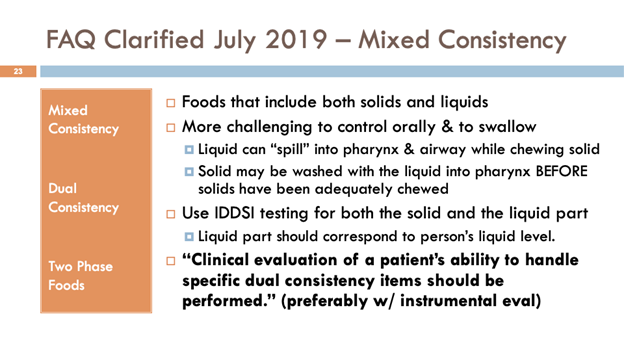 FAQ Clarified July 2019 – Mixed Consistency
23
Mixed
Consistency
Dual
Consistency
Two Phase
Foods
Foods that include both solids and liquids
More challenging to control orally & to swallow
Liquid can “spill” into pharynx & airway while chewing solid
Solid may be washed with the liquid into pharynx BEFORE
solids have been adequately chewed
Use IDDSI testing for both the solid and the liquid part
Liquid part should correspond to person’s liquid level.
“Clinical evaluation of a patient’s ability to handle
specific dual consistency items should be
performed.” (preferably w/ instrumental eval)